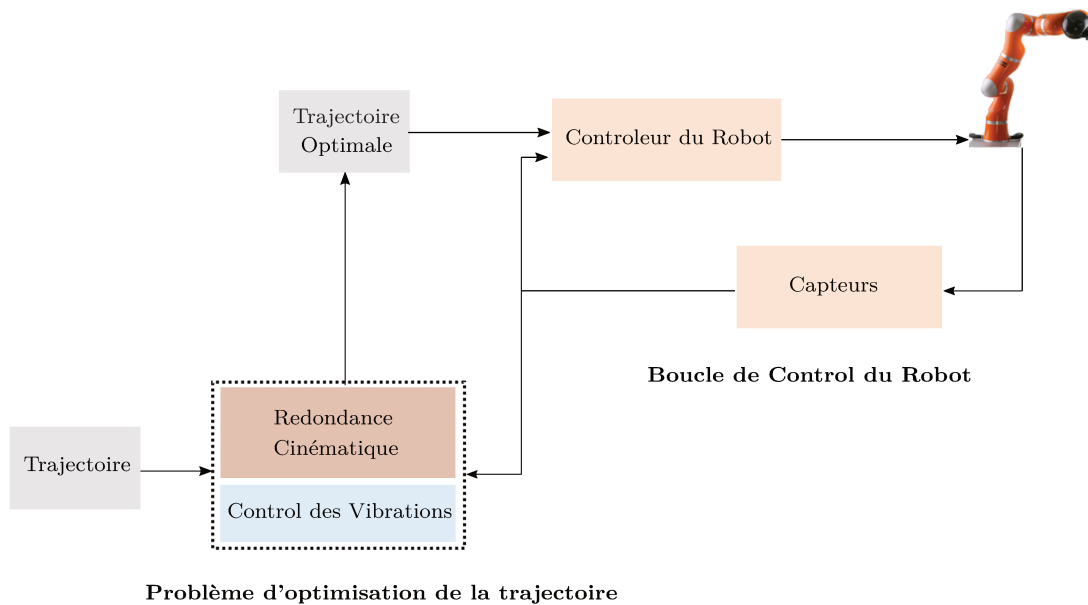 Trajectoire
Optimale
Controleur du Robot
Capteurs
Boucle de Control du Robot
Redondance
Cinématique
Trajectoire
Control des Vibrations
Problème d'optimisation de la trajectoire